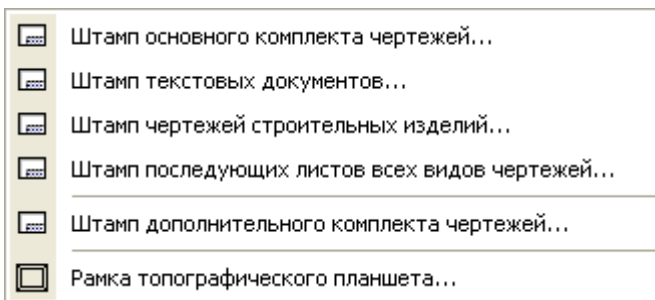 Штамп основного комплекта чертежей...
Штамп текстовых документов...
Штамп чертежей строительных изделий...
Штамп последующих листов всех видов чертежей...
Штамп дополнительного комплекта чертежей...
Рамка топографического планшета...